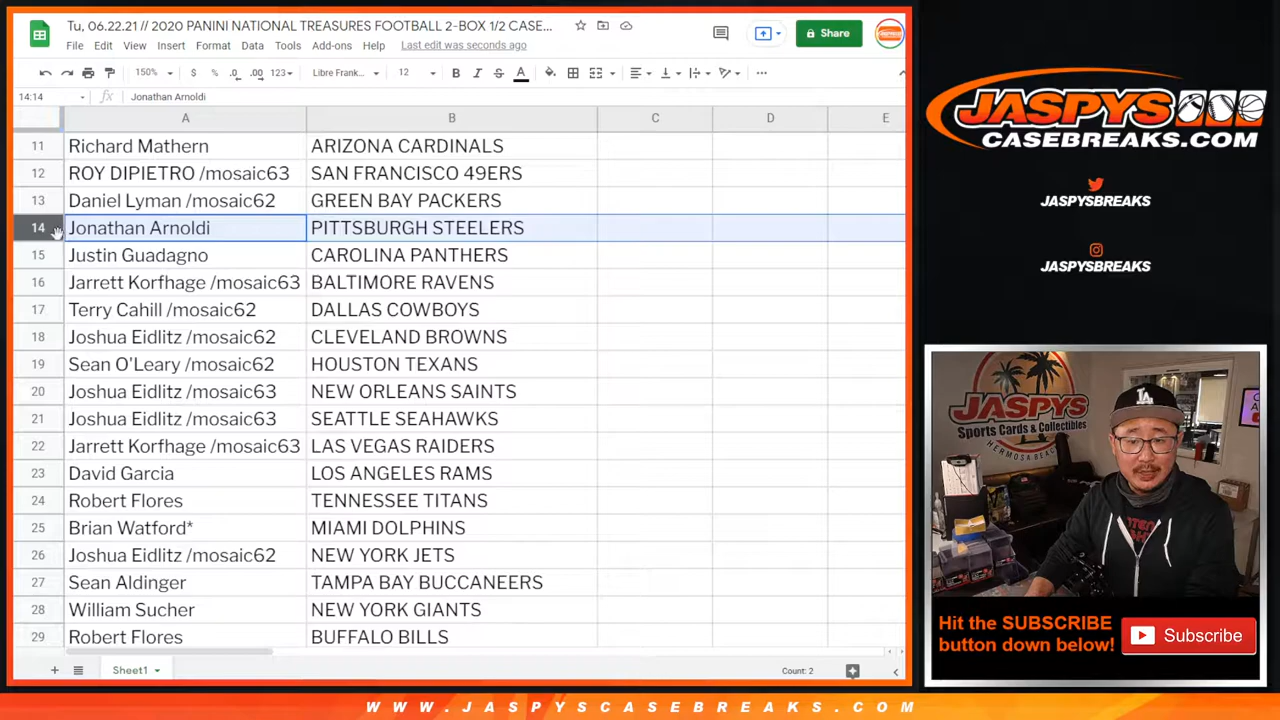 Tu, 06.22.21 // 2020 PANINI NATIONAL TREASURES FOOTBALL 2-BOX 1/2 CASE...
File Edit View Insert Format Data Tools Add-ons Help Last edit was seconds ago
Share
150% $ % .0 .00 123 Libre Frank... 12 B I S A
14:14 fx Jonathan Arnoldi
A B C D E
11 Richard Mathern ARIZONA CARDINALS
12 ROY DIPIETRO /mosaic63 SAN FRANCISCO 49ERS
13 Daniel Lyman /mosaic62 GREEN BAY PACKERS
14 Jonathan Arnoldi PITTSBURGH STEELERS
15 Justin Guadagno CAROLINA PANTHERS
16 Jarrett Korfhage /mosaic63 BALTIMORE RAVENS
17 Terry Cahill /mosaic62 DALLAS COWBOYS
18 Joshua Eidlitz /mosaic62 CLEVELAND BROWNS
19 Sean O'Leary /mosaic62 HOUSTON TEXANS
20 Joshua Eidlitz /mosaic63 NEW ORLEANS SAINTS
21 Joshua Eidlitz /mosaic63 SEATTLE SEAHAWKS
22 Jarrett Korfhage /mosaic63 LAS VEGAS RAIDERS
23 David Garcia LOS ANGELES RAMS
24 Robert Flores TENNESSEE TITANS
25 Brian Watford* MIAMI DOLPHINS
26 Joshua Eidlitz /mosaic62 NEW YORK JETS
27 Sean Aldinger TAMPA BAY BUCCANEERS
28 William Sucher NEW YORK GIANTS
29 Robert Flores BUFFALO BILLS
Sheet1
Count: 2
JASPYS
CASEBREAKS.COM
JASPYSBREAKS
JASPYSBREAKS
JASPYS
Sports Cards & Collectibles
HERMOSA BEACH
LA
Hit the SUBSCRIBE
button down below!
Subscribe
WWW.JASPYSCASEBREAKS.COM